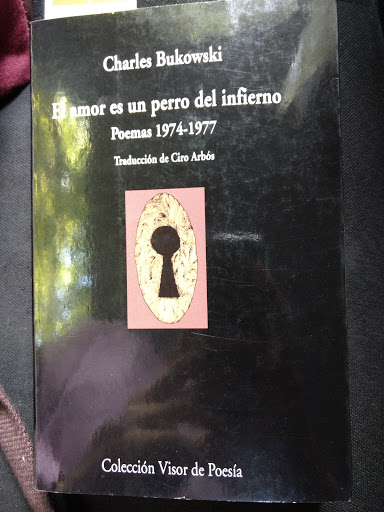 Charles Bukowski
El amor es un perro del infierno
Poemas 1974-1977
Traducción de Ciro Arbós
Colección Visor de Poesía